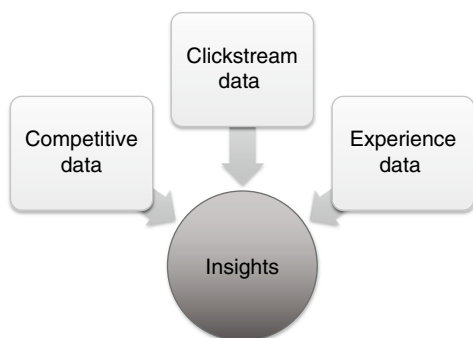 Clickstream
data
Competitive
data
Experience
data
Insights